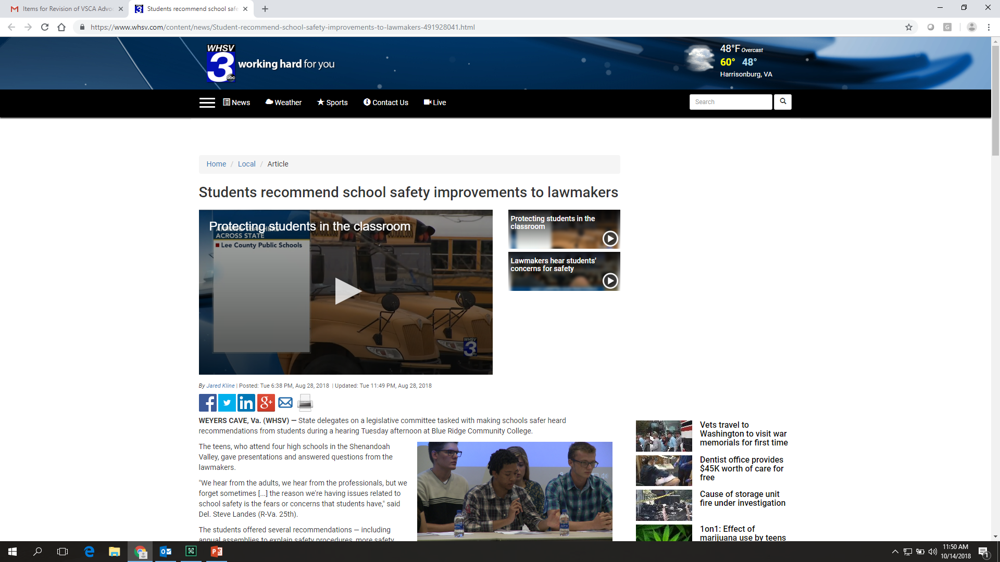 Items for Revision of VSCA Advo
Students recommend school safe
https://www.whsv.com/content/news/Student-recommend-school-safety-improvements-to-lawmakers-491928041.html
G
WHSV
3
abc
working hard for you
48°F Overcast
60° 48°
Harrisonburg, VA
News Weather Sports Contact Us Live
Search
Home / Local / Article
Students recommend school safety improvements to lawmakers
Protecting students in the classroom
ACROSS STATE
Lee County Public Schools
SCHOOL BUS
WHSV
3
Protecting students in the
classroom
Lawmakers hear students'
concerns for safety
By Jared Kline | Posted: Tue 6:38 PM, Aug 28, 2018 | Updated: Tue 11:49 PM, Aug 28, 2018
WEYERS CAVE, Va. (WHSV) — State delegates on a legislative committee tasked with making schools safer heard
recommendations from students during a hearing Tuesday afternoon at Blue Ridge Community College.
The teens, who attend four high schools in the Shenandoah
Valley, gave presentations and answered questions from the
lawmakers.
"We hear from the adults, we hear from the professionals, but we
forget sometimes [...] the reason we're having issues related to
school safety is the fears or concerns that students have," said
Del. Steve Landes (R-Va. 25th).
The students offered several recommendations — including
annual assemblies to explain safety procedures, more safety
Vets travel to
Washington to visit war
memorials for first time
Dentist office provides
$45K worth of care for
free
Cause of storage unit
fire under investigation
1on1: Effect of
marijuana use by teens
11:50 AM
10/14/2018
1